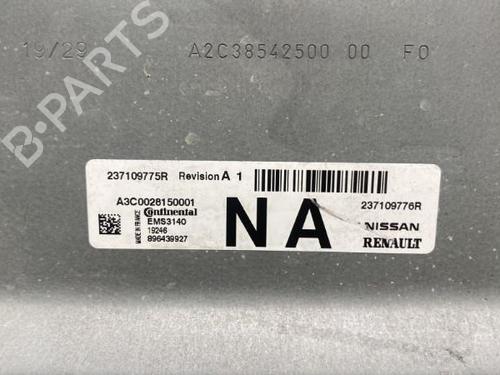 19/29 A2C38542500 00 F0
B-PARTS
237109775R Revision A 1
A3C0028150001
MADE IN FRANCE
Continental
EMS3140
19246
896439927
NA
237109776R
NISSAN
RENAULT